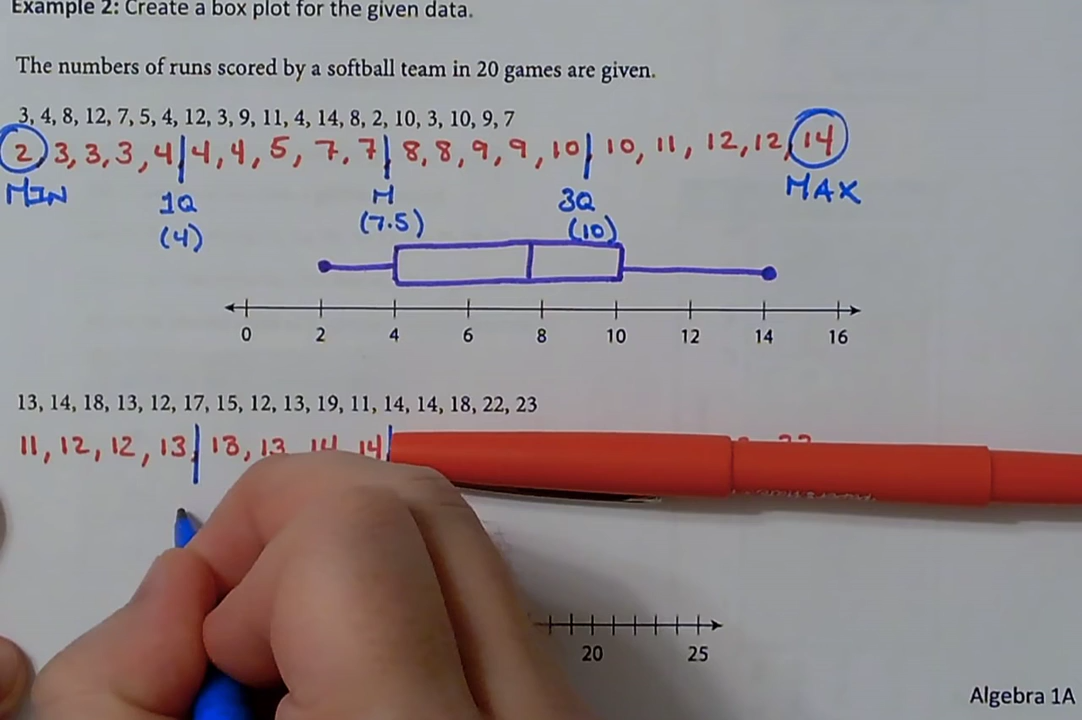 Example 2: Create a box plot for the given data.
The numbers of runs scored by a softball team in 20 games are given.
3, 4, 8, 12, 7, 5, 4, 12, 3, 9, 11, 4, 14, 8, 2, 10, 3, 10, 9, 7
2, 3, 3, 3, 4 | 4, 4, 5, 7, 7 | 8, 8, 9, 9, 10 | 10, 11, 12, 12, 14
MIN 1Q M 3Q MAX
(4) (7.5) (10)
0 2 4 6 8 10 12 14 16
13, 14, 18, 13, 12, 17, 15, 12, 13, 19, 11, 14, 14, 18, 22, 23
11, 12, 12, 13 | 13, 13, 14, 14 |
20 25
Algebra 1A